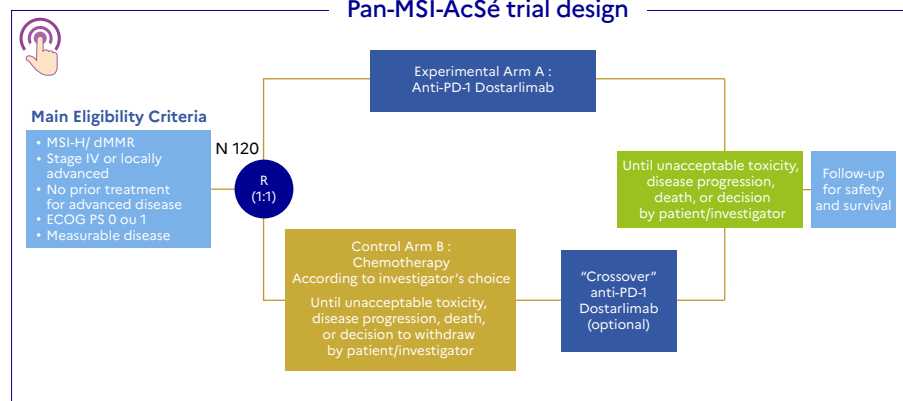 Pan-MSI-AcSé trial design
Main Eligibility Criteria
• MSI-H/ dMMR
• Stage IV or locally
advanced
• No prior treatment
for advanced disease
• ECOG PS 0 ou 1
• Measurable disease
N 120
R
(1:1)
Experimental Arm A :
Anti-PD-1 Dostarlimab
Control Arm B :
Chemotherapy
According to investigator's choice
Until unacceptable toxicity,
disease progression, death,
or decision to withdraw
by patient/investigator
“Crossover”
anti-PD-1
Dostarlimab
(optional)
Until unacceptable toxicity,
disease progression,
death, or decision
by patient/investigator
Follow-up
for safety
and survival